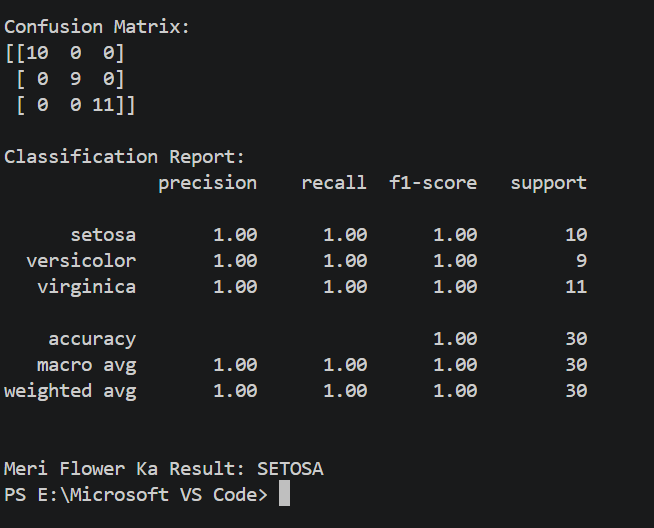 Confusion Matrix:
[[10  0  0]
 [ 0  9  0]
 [ 0  0 11]]
Classification Report:
              precision    recall  f1-score   support
      setosa       1.00      1.00      1.00        10
  versicolor       1.00      1.00      1.00         9
   virginica       1.00      1.00      1.00        11
    accuracy                           1.00        30
   macro avg       1.00      1.00      1.00        30
weighted avg       1.00      1.00      1.00        30
Meri Flower Ka Result: SETOSA
PS E:\Microsoft VS Code>